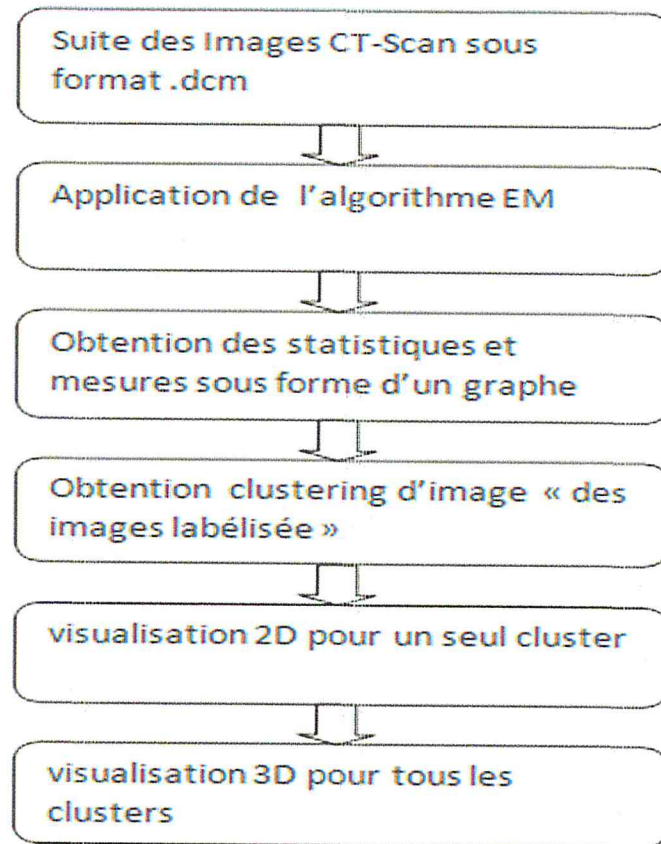 Suite des Images CT-Scan sous
format .dcm
Application de l'algorithme EM
Obtention des statistiques et
mesures sous forme d'un graphe
Obtention clustering d'image « des
images labélisée »
visualisation 2D pour un seul cluster
visualisation 3D pour tous les
clusters